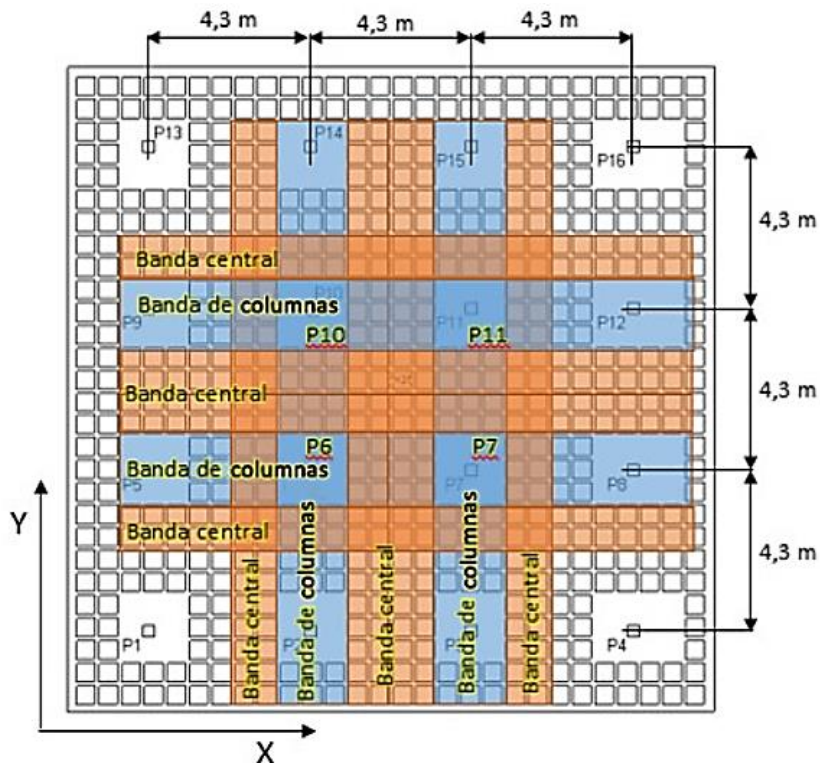 4,3 m
4,3 m
4,3 m
P13
P14
P15
P16
4,3 m
Banda central
Banda de columnas
P9
P10
P11
P12
P10
P11
4,3 m
Banda central
P6
P7
Banda de columnas
P5
P7
P8
Y
Banda central
4,3 m
Banda central
Banda de columnas
Banda central
Banda de columnas
Banda central
P1
P4
X